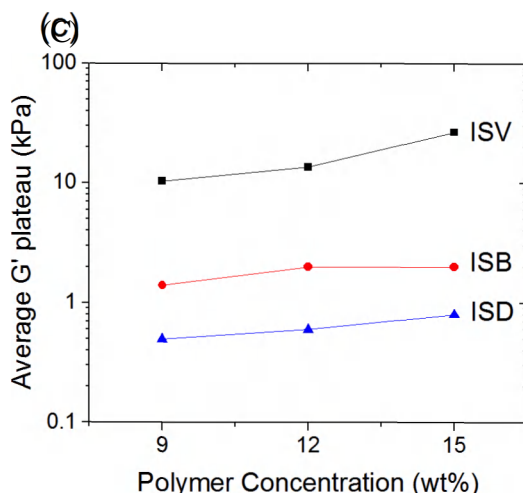 (c)
100
10
1
0.1
Average G' plateau (kPa)
ISV
ISB
ISD
9 12 15
Polymer Concentration (wt%)